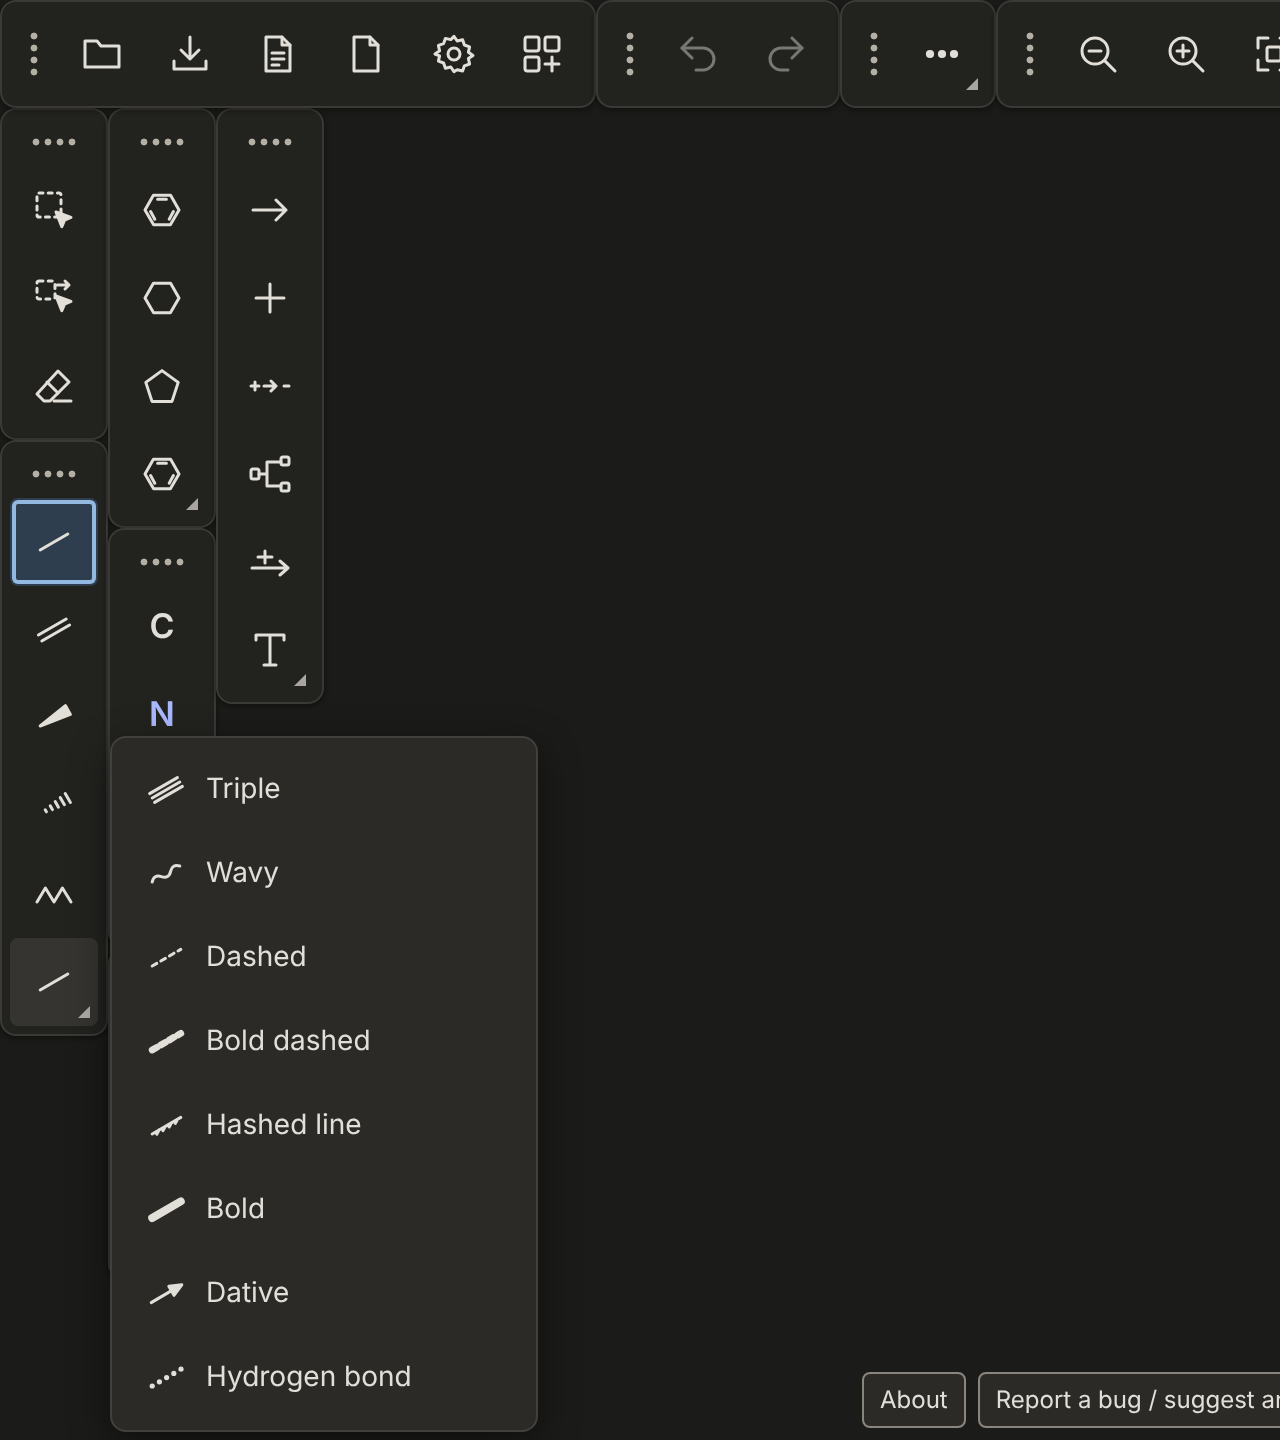 C
N
Triple
Wavy
Dashed
Bold dashed
Hashed line
Bold
Dative
Hydrogen bond
About
Report a bug / suggest